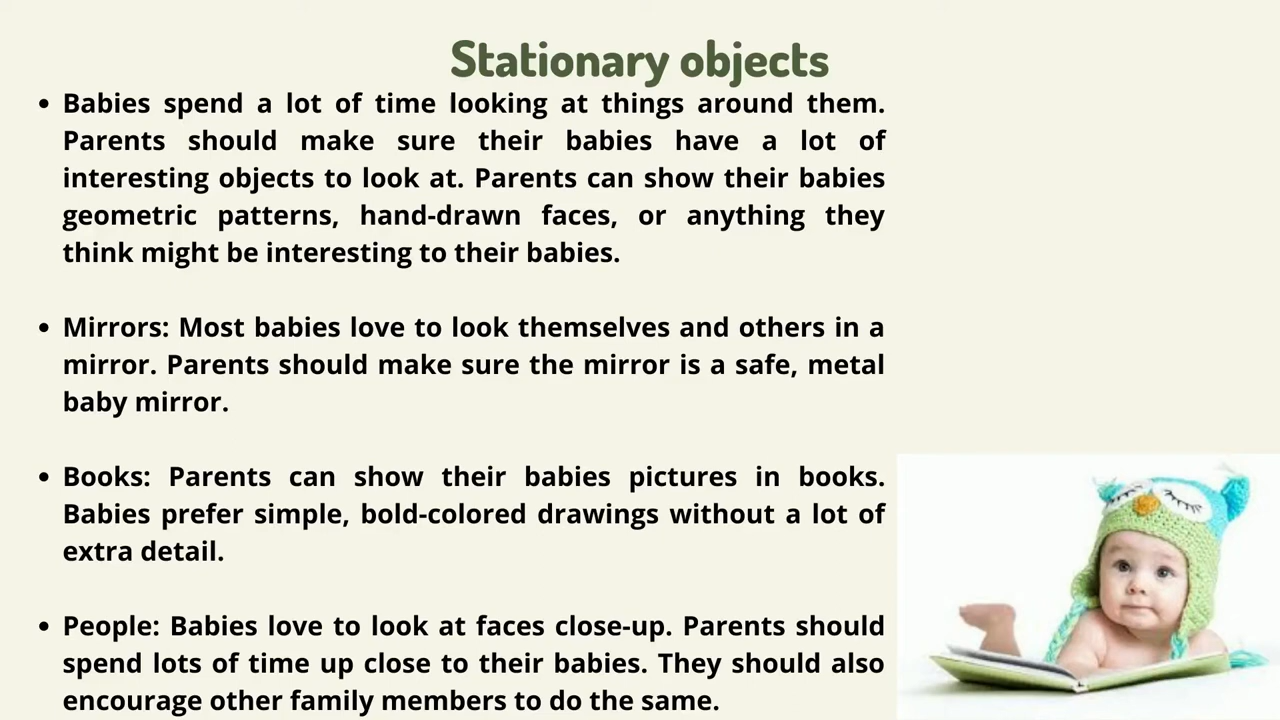 Stationary objects
• Babies spend a lot of time looking at things around them.
Parents should make sure their babies have a lot of
interesting objects to look at. Parents can show their babies
geometric patterns, hand-drawn faces, or anything they
think might be interesting to their babies.
• Mirrors: Most babies love to look themselves and others in a
mirror. Parents should make sure the mirror is a safe, metal
baby mirror.
• Books: Parents can show their babies pictures in books.
Babies prefer simple, bold-colored drawings without a lot of
extra detail.
• People: Babies love to look at faces close-up. Parents should
spend lots of time up close to their babies. They should also
encourage other family members to do the same.